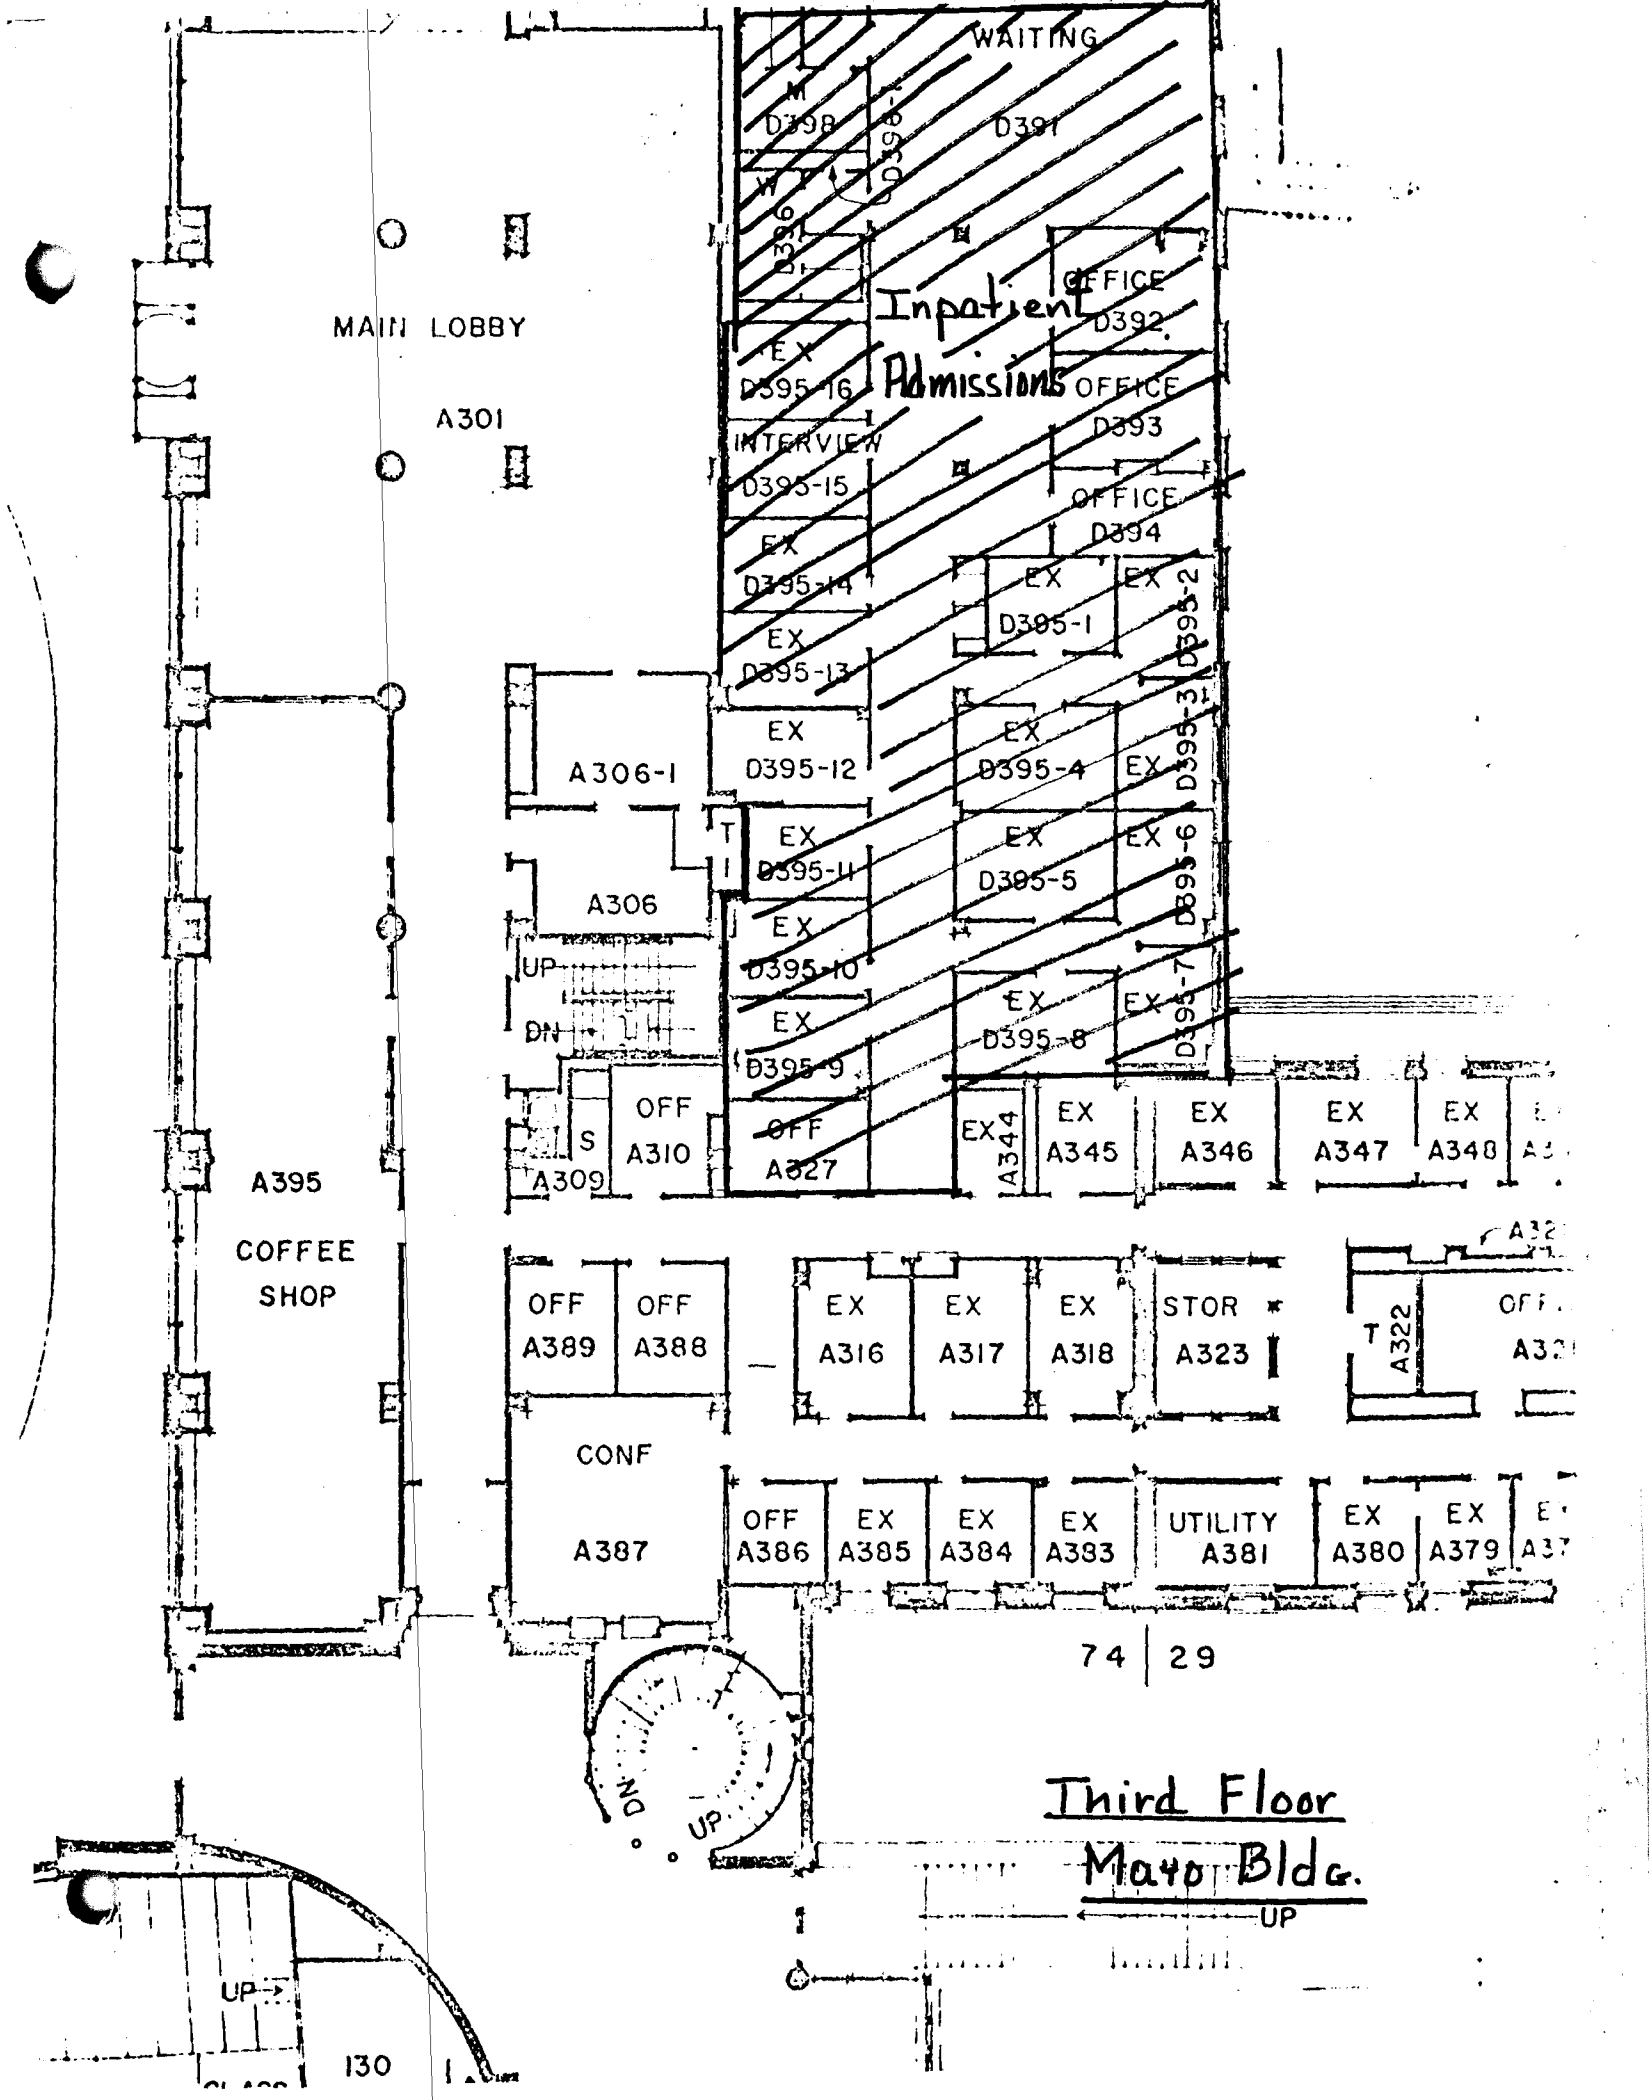 WAITING
M
D398
D398-1
D391
W
D396
OFFICE
D392
Inpatient
Admissions
MAIN LOBBY
A301
EX
D395-16
OFFICE
D393
INTERVIEW
D395-15
OFFICE
D394
EX
D395-14
EX
D395-1
EX
D395-2
EX
D395-13
EX
D395-12
EX
D395-4
EX
D395-3
A306-1
T
EX
D395-11
EX
D395-5
EX
D395-6
A306
EX
D395-10
UP
DN
EX
D395-9
EX
D395-8
EX
D395-7
OFF
A310
S
A309
OFF
A327
EX
A344
EX
A345
EX
A346
EX
A347
EX
A348
A395
COFFEE
SHOP
OFF
A389
OFF
A388
EX
A316
EX
A317
EX
A318
STOR
A323
T
A322
CONF
A387
OFF
A386
EX
A385
EX
A384
EX
A383
UTILITY
A381
EX
A380
EX
A379
74 | 29
DN
UP
Third Floor
Mayo Bldg.
UP
UP
130